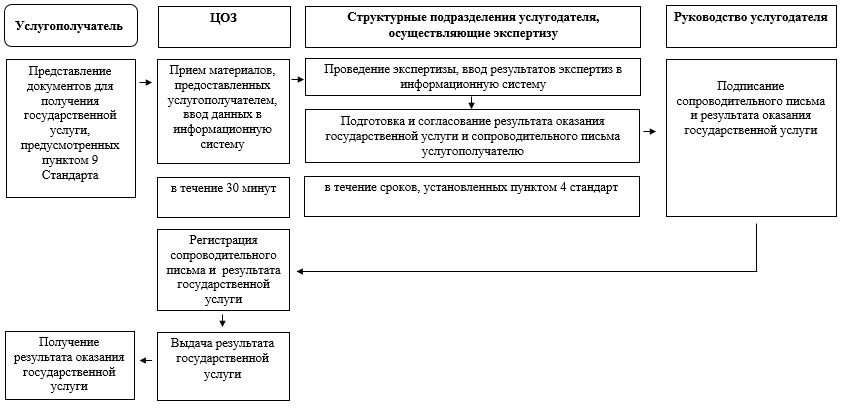 Услугополучатель
ЦОЗ
Структурные подразделения услугодателя,
осуществляющие экспертизу
Руководство услугодателя
Представление
документов для
получения
государственной
услуги,
предусмотренных
пунктом 9
Стандарта
Прием материалов,
предоставленных
услугополучателем,
ввод данных в
информационную
систему
Проведение экспертизы, ввод результатов экспертиз в
информационную систему
Подготовка и согласование результата оказания
государственной услуги и сопроводительного письма
услугополучателю
Подписание
сопроводительного письма
и результата оказания
государственной услуги
в течение 30 минут
в течение сроков, установленных пунктом 4 стандарт
Регистрация
сопроводительного
письма и результата
государственной
услуги
Получение
результата оказания
государственной
услуги
Выдача результата
государственной
услуги